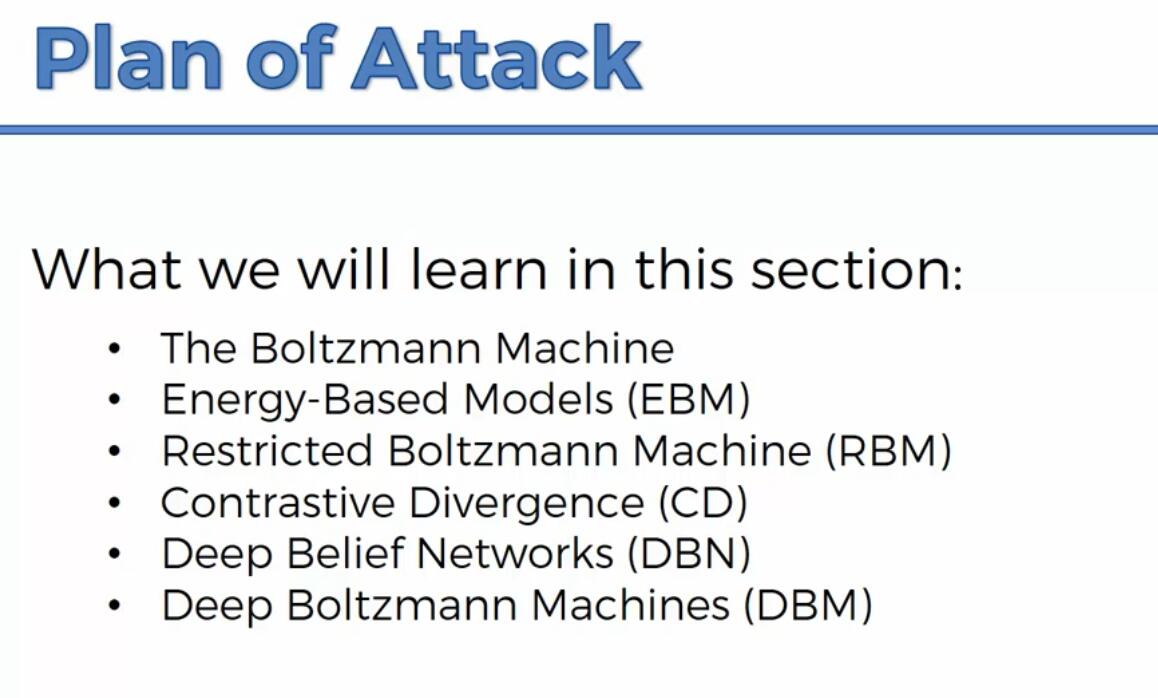 Plan of Attack
What we will learn in this section:
• The Boltzmann Machine
• Energy-Based Models (EBM)
• Restricted Boltzmann Machine (RBM)
• Contrastive Divergence (CD)
• Deep Belief Networks (DBN)
• Deep Boltzmann Machines (DBM)